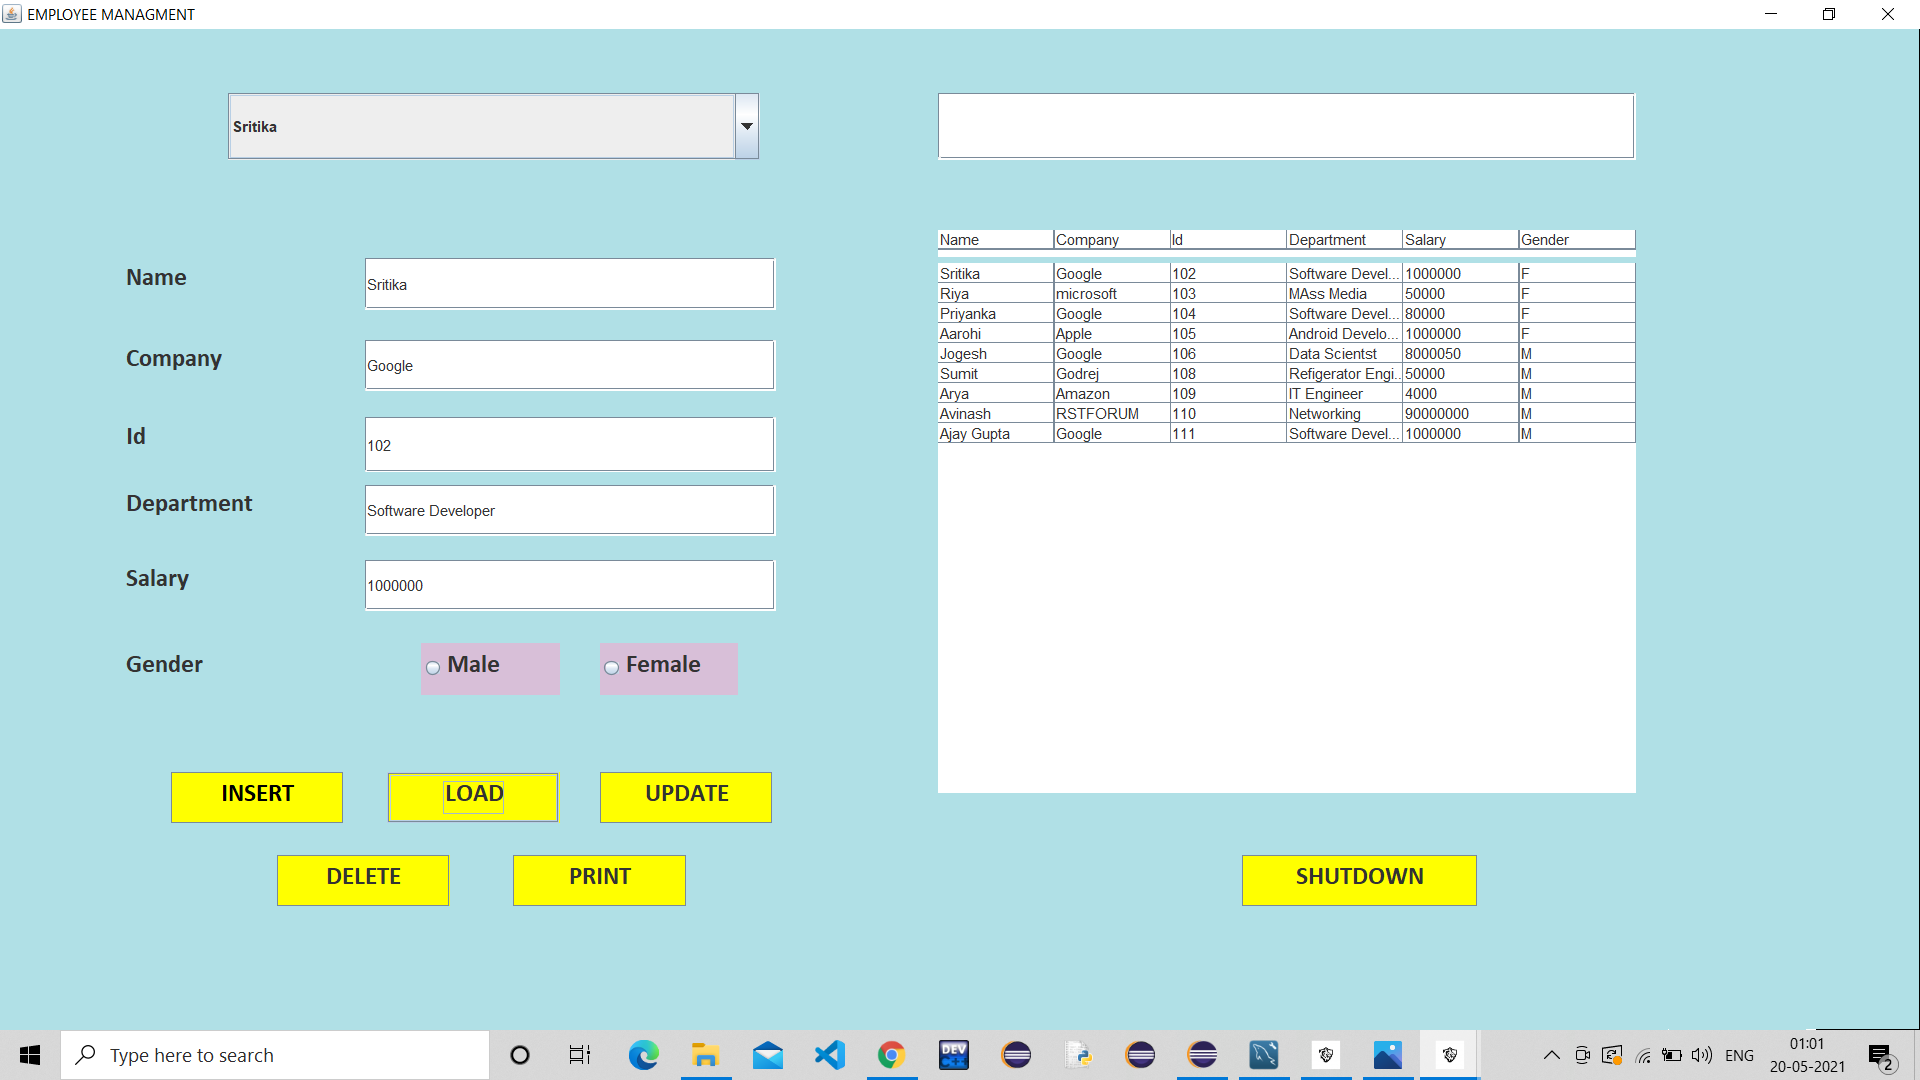 EMPLOYEE MANAGMENT
Sritika
Name Sritika
Company Google
Id 102
Department Software Developer
Salary 1000000
Gender Male Female
INSERT LOAD UPDATE
DELETE PRINT
Name Company Id Department Salary Gender
Sritika Google 102 Software Devel... 1000000 F
Riya microsoft 103 MAss Media 50000 F
Priyanka Google 104 Software Devel... 80000 F
Aarohi Apple 105 Android Develo... 1000000 F
Jogesh Google 106 Data Scientst 8000050 M
Sumit Godrej 108 Refigerator Engi... 50000 M
Arya Amazon 109 IT Engineer 4000 M
Avinash RSTFORUM 110 Networking 90000000 M
Ajay Gupta Google 111 Software Devel... 1000000 M
SHUTDOWN
Type here to search
DEV
C++
ENG
01:01
20-05-2021
2